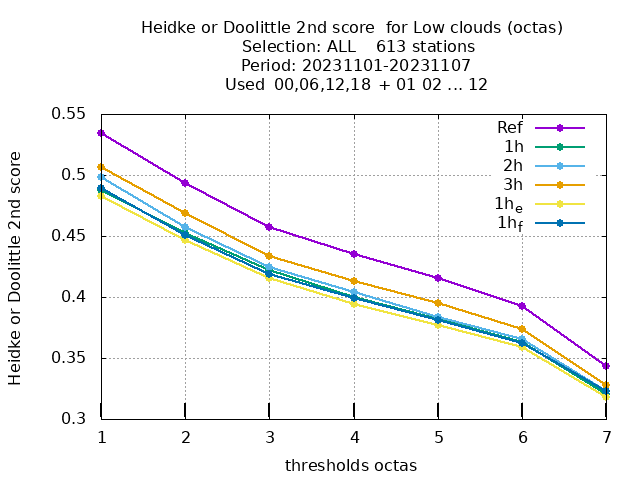 Heidke or Doolittle 2nd score  for Low clouds (octas)
Selection: ALL    613 stations
Period: 20231101-20231107
Used  00,06,12,18 + 01 02 ... 12
Heidke or Doolittle 2nd score
0.55
0.5
0.45
0.4
0.35
0.3
Ref
1h
2h
3h
1he
1hf
1 2 3 4 5 6 7
thresholds octas